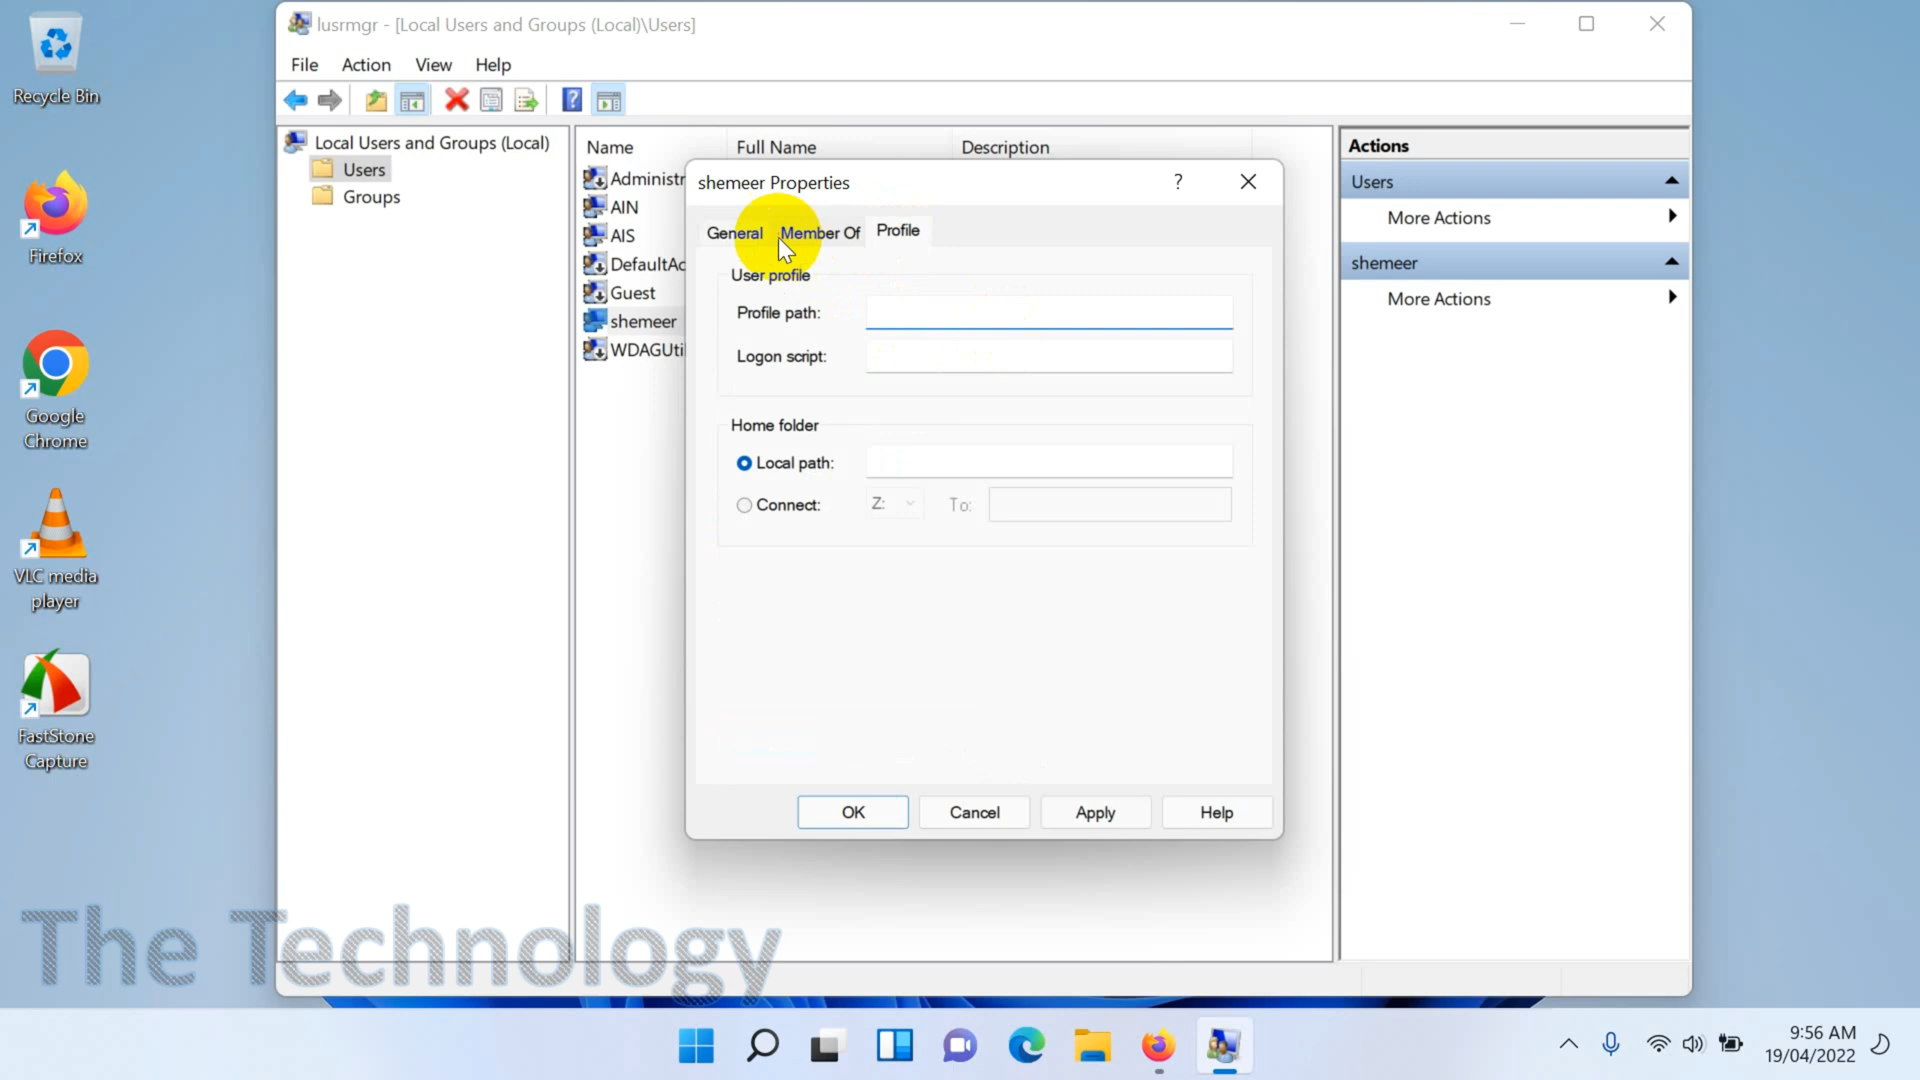 Recycle Bin
Firefox
Google
Chrome
VLC media
player
FastStone
Capture
lusrmgr - [Local Users and Groups (Local)\Users]
File Action View Help
Local Users and Groups (Local)
Users
Groups
Name Full Name Description
Administr
AIN
AIS
DefaultAc
Guest
shemeer
WDAGUtil
shemeer Properties
?
General Member Of Profile
User profile
Profile path:
Logon script:
Home folder
Local path:
Connect: Z: To:
OK Cancel Apply Help
Actions
Users
More Actions
shemeer
More Actions
The Technology
9:56 AM
19/04/2022